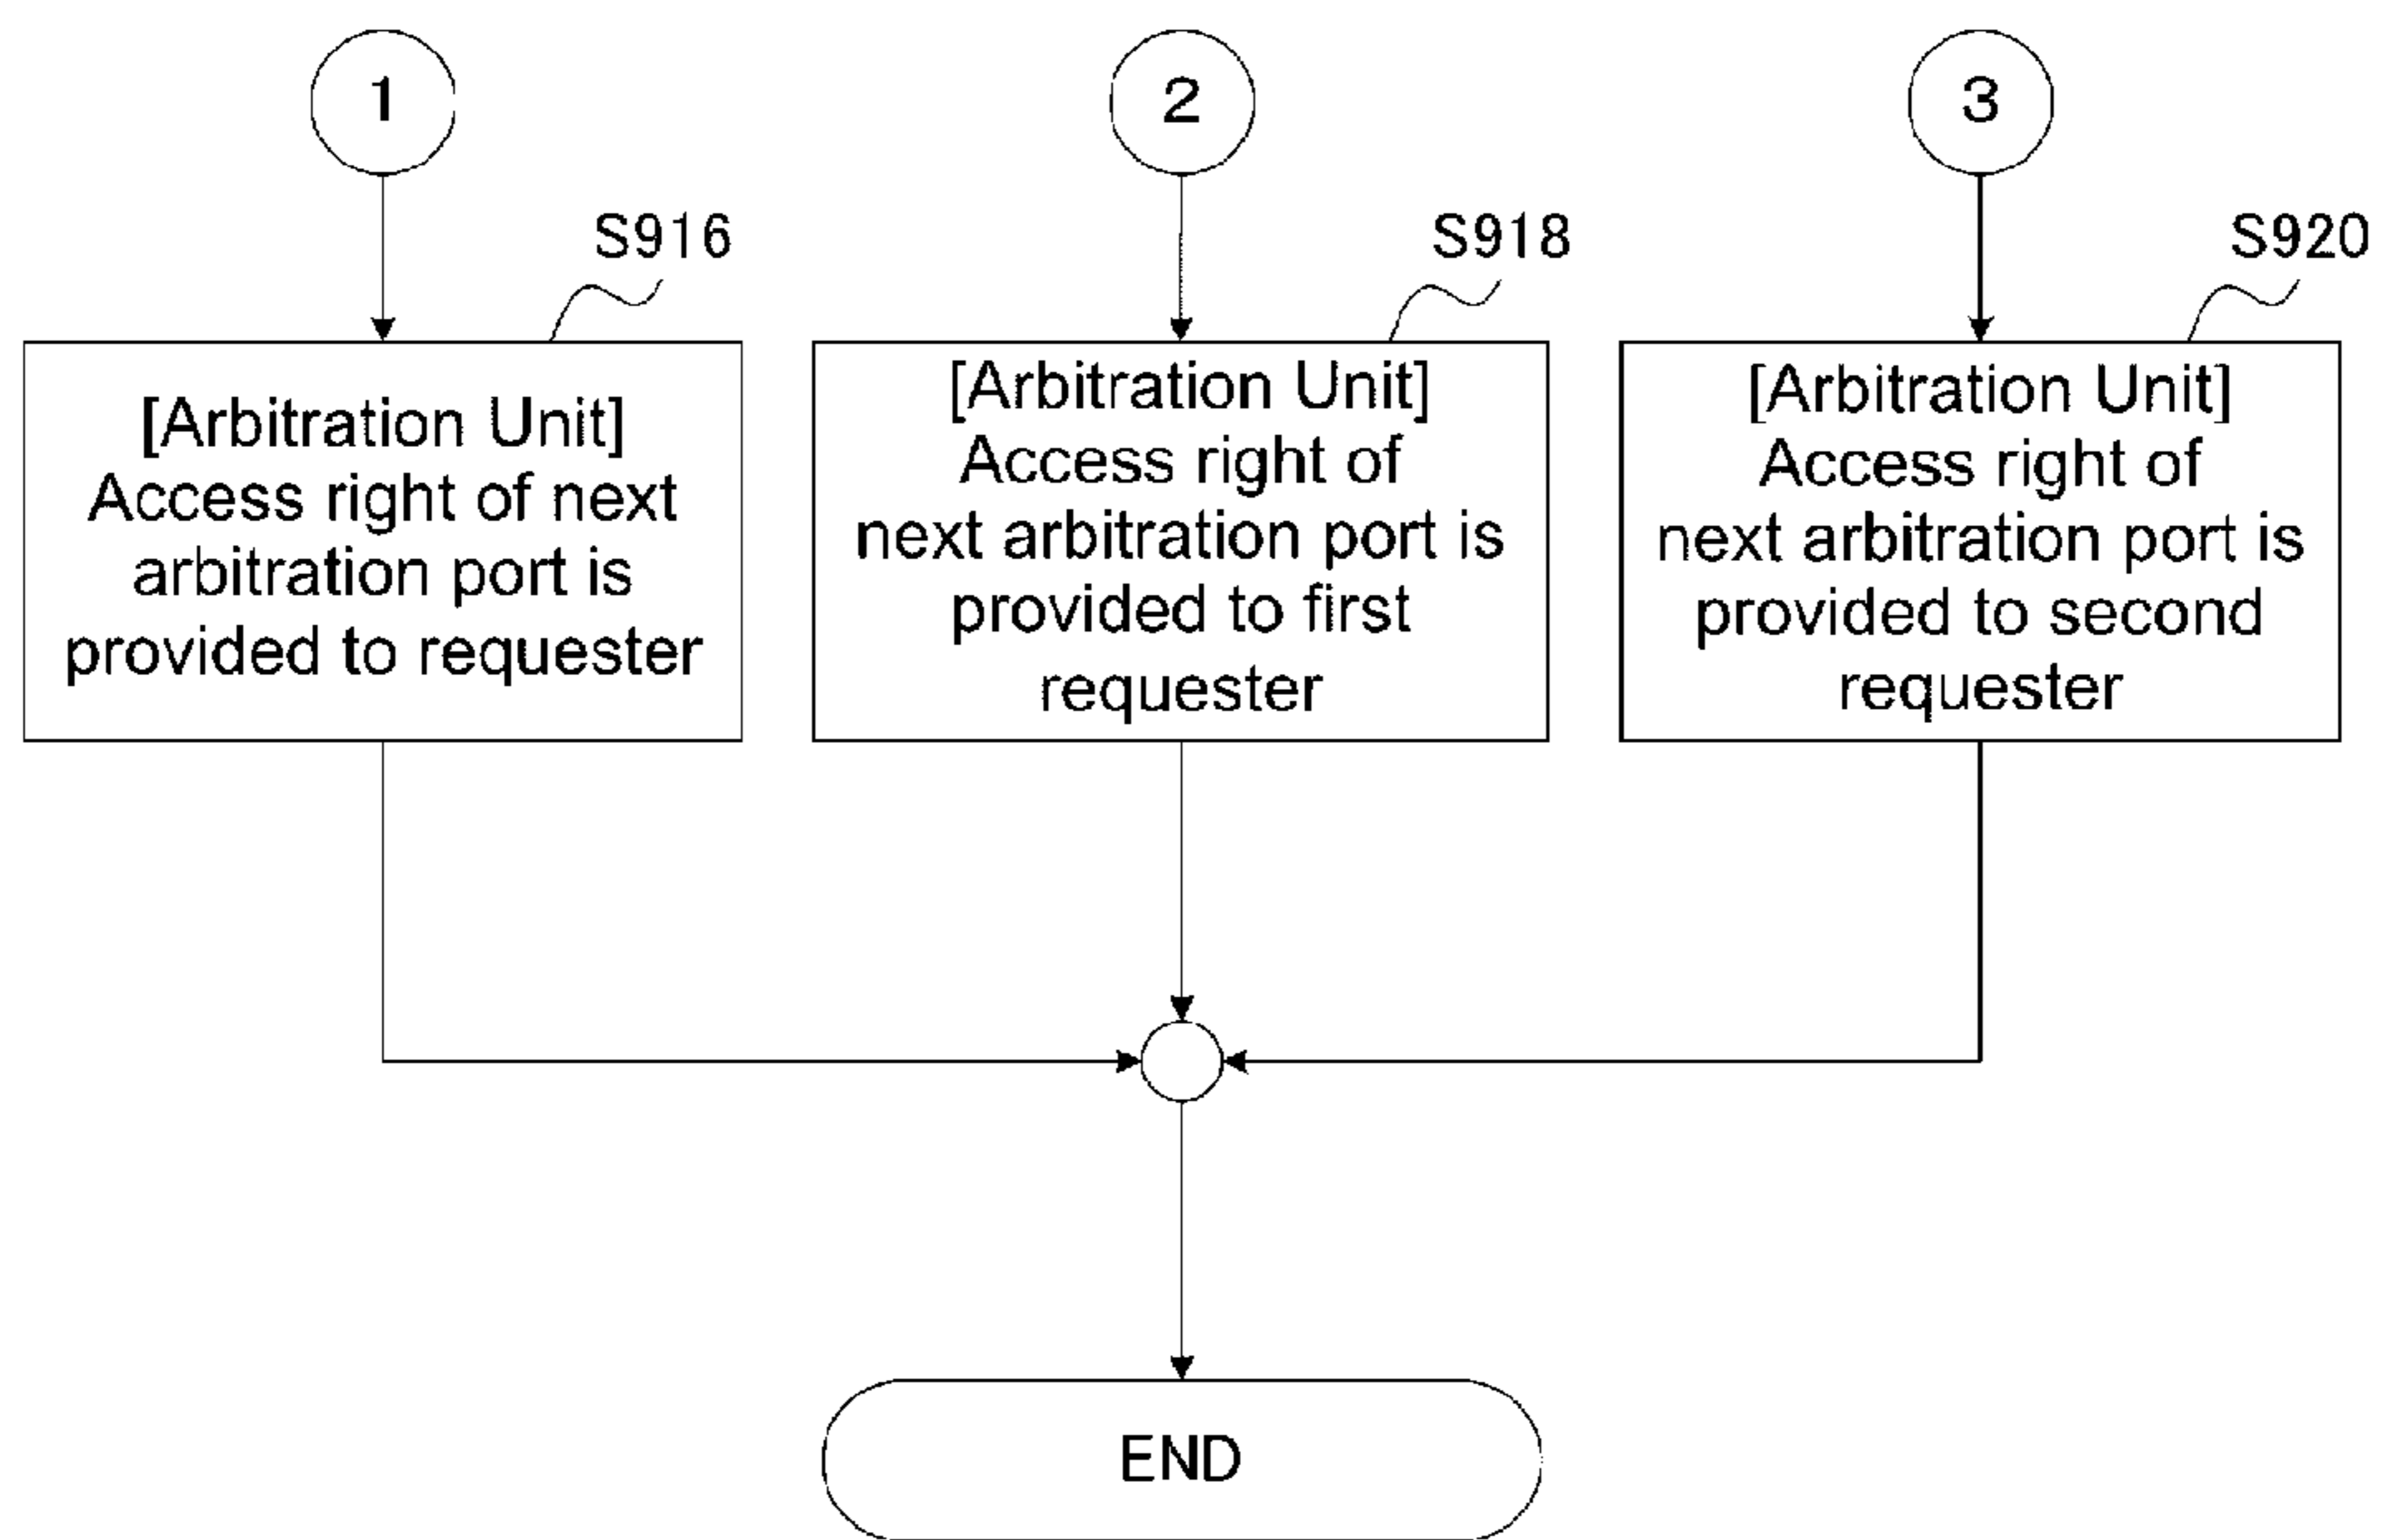 1
2
3
S916
S918
S920
[Arbitration Unit]
Access right of next
arbitration port is
provided to requester
[Arbitration Unit]
Access right of
next arbitration port is
provided to first
requester
[Arbitration Unit]
Access right of
next arbitration port is
provided to second
requester
END